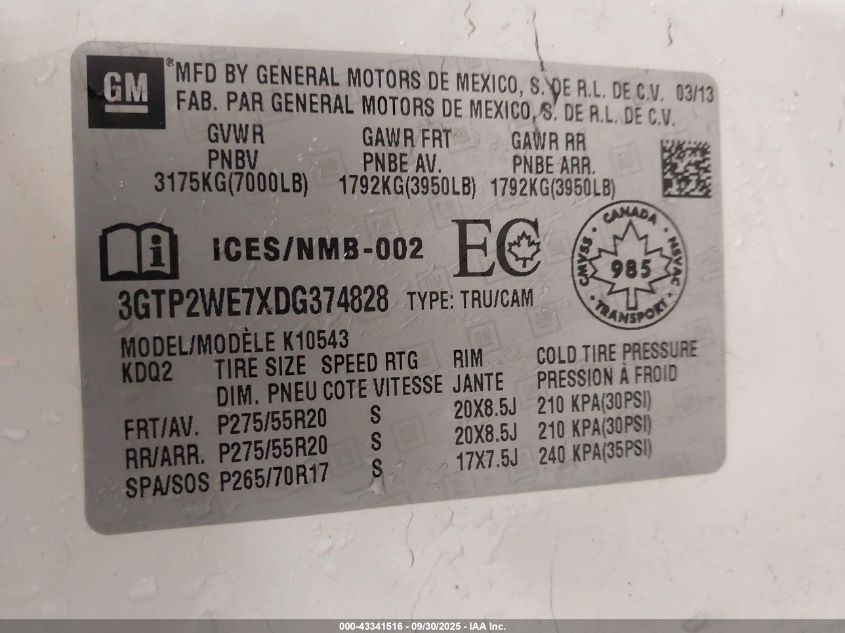 GM
® MFD BY GENERAL MOTORS DE MEXICO, S. DE R.L. DE C.V. 03/13
FAB. PAR GENERAL MOTORS DE MEXICO, S. DE R.L. DE C.V.
GVWR GAWR FRT GAWR RR
PNBV PNBE AV. PNBE ARR.
3175KG(7000LB) 1792KG(3950LB) 1792KG(3950LB)
i ICES/NMB-002 EC
CANADA
CMVSS 985 NSVAC
TRANSPORT
3GTP2WE7XDG374828 TYPE: TRU/CAM
MODEL/MODÈLE K10543
KDQ2 TIRE SIZE SPEED RTG RIM COLD TIRE PRESSURE
DIM. PNEU COTE VITESSE JANTE PRESSION À FROID
FRT/AV. P275/55R20 S 20X8.5J 210 KPA(30PSI)
RR/ARR. P275/55R20 S 20X8.5J 210 KPA(30PSI)
SPA/SOS P265/70R17 S 17X7.5J 240 KPA(35PSI)
000-43341516 - 09/30/2025 - IAA Inc.